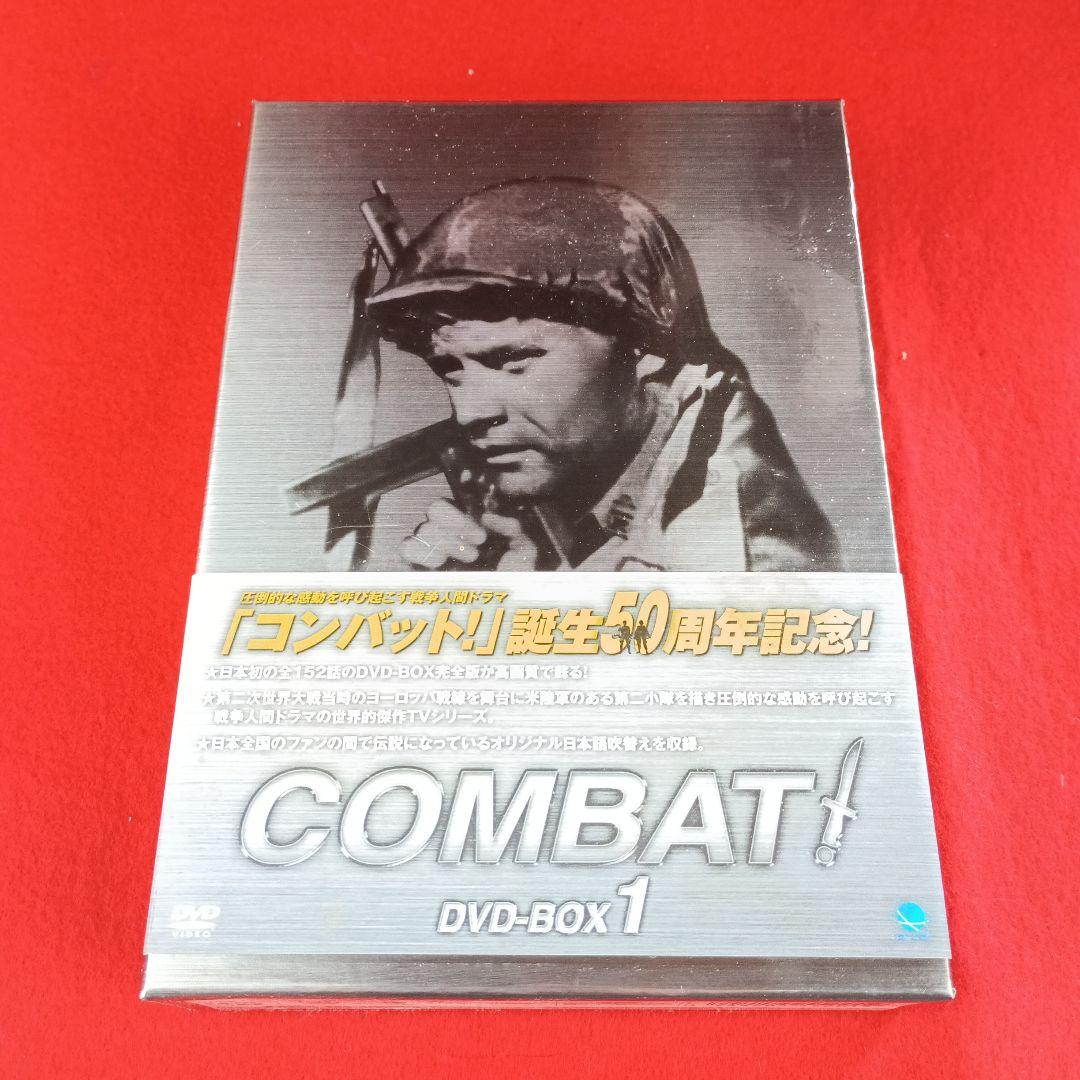 圧倒的な感動を呼び起こす戦争人間ドラマ
「コンバット!」誕生50周年記念!
★日本初の全152話のDVD-BOX完全版が高画質で蘇る!
★第二次世界大戦当時のヨーロッパ戦線を舞台に米陸軍のある第二小隊を描き圧倒的な感動を呼び起こす
戦争人間ドラマの世界的傑作TVシリーズ。
★日本全国のファンの間で伝説になっているオリジナル日本語吹替えを収録。
COMBAT!
DVD-BOX 1
DVD
VIDEO